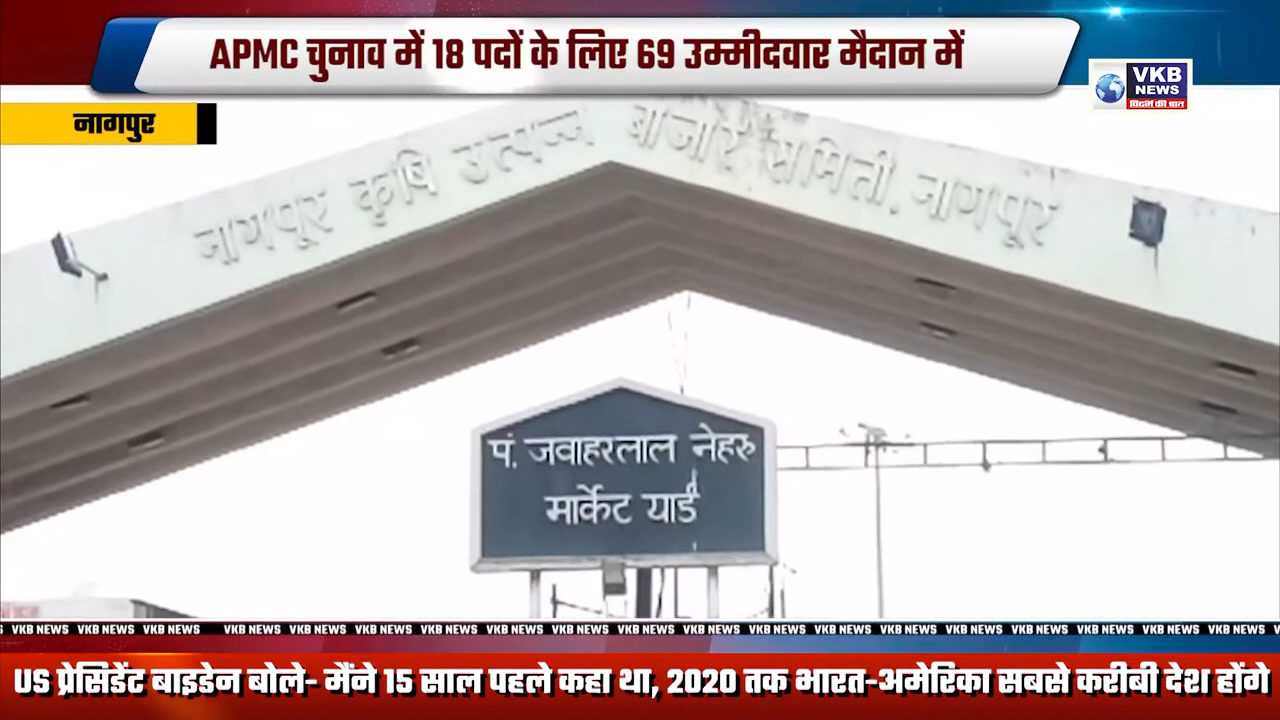 APMC चुनाव में 18 पदों के लिए 69 उम्मीदवार मैदान में
VKB
NEWS
विदर्भ की बात
नागपुर
नागपूर कृषि उत्पन्न बाजार समिती, नागपूर
पं. जवाहरलाल नेहरु
मार्केट यार्ड
VKB NEWS VKB NEWS VKB NEWS VKB NEWS VKB NEWS VKB NEWS VKB NEWS VKB NEWS VKB NEWS VKB NEWS VKB NEWS VKB NEWS VKB NEWS VKB NEWS VKB NEWS VKB NEWS VKB NEWS VKB NEWS VKB NEWS
US प्रेसिडेंट बाइडेन बोले- मैंने 15 साल पहले कहा था, 2020 तक भारत-अमेरिका सबसे करीबी देश होंगे